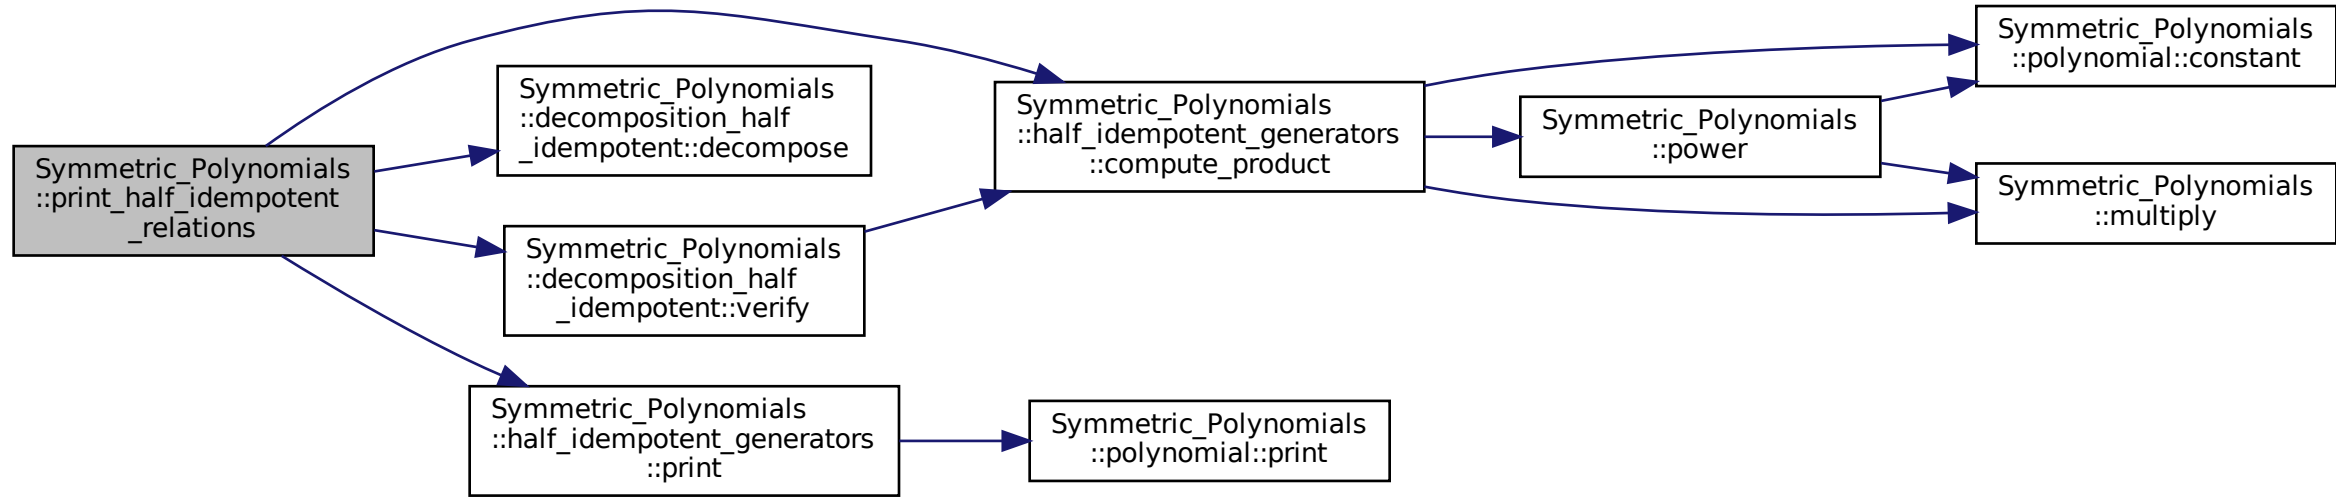 Symmetric_Polynomials
::print_half_idempotent
_relations
Symmetric_Polynomials
::decomposition_half
_idempotent::decompose
Symmetric_Polynomials
::decomposition_half
_idempotent::verify
Symmetric_Polynomials
::half_idempotent_generators
::print
Symmetric_Polynomials
::half_idempotent_generators
::compute_product
Symmetric_Polynomials
::polynomial::print
Symmetric_Polynomials
::power
Symmetric_Polynomials
::polynomial::constant
Symmetric_Polynomials
::multiply